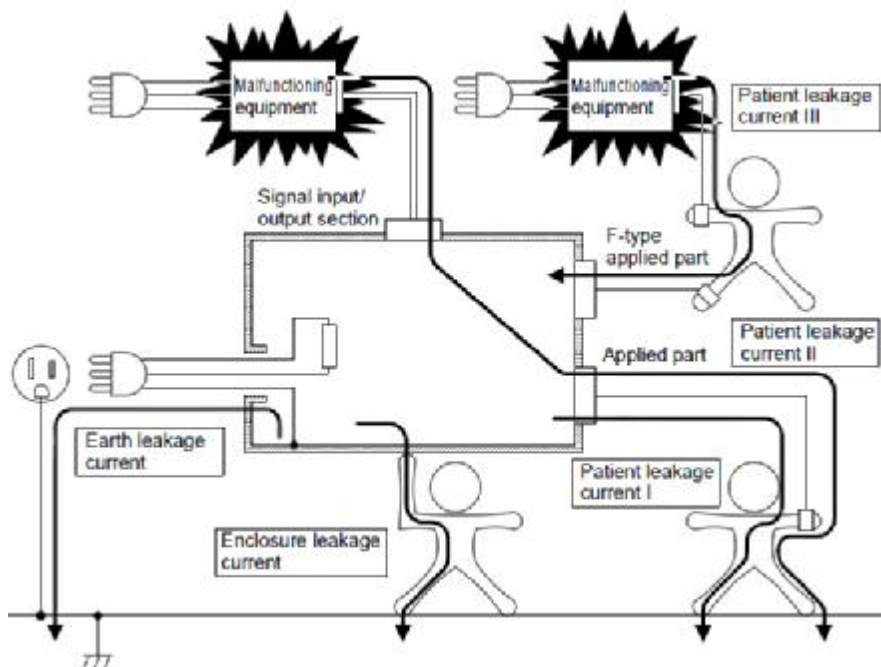 Malfunctioning
equipment
Malfunctioning
equipment
Patient leakage
current III
Signal input/
output section
F-type
applied part
Patient leakage
current II
Applied part
Earth leakage
current
Patient leakage
current I
Enclosure leakage
current